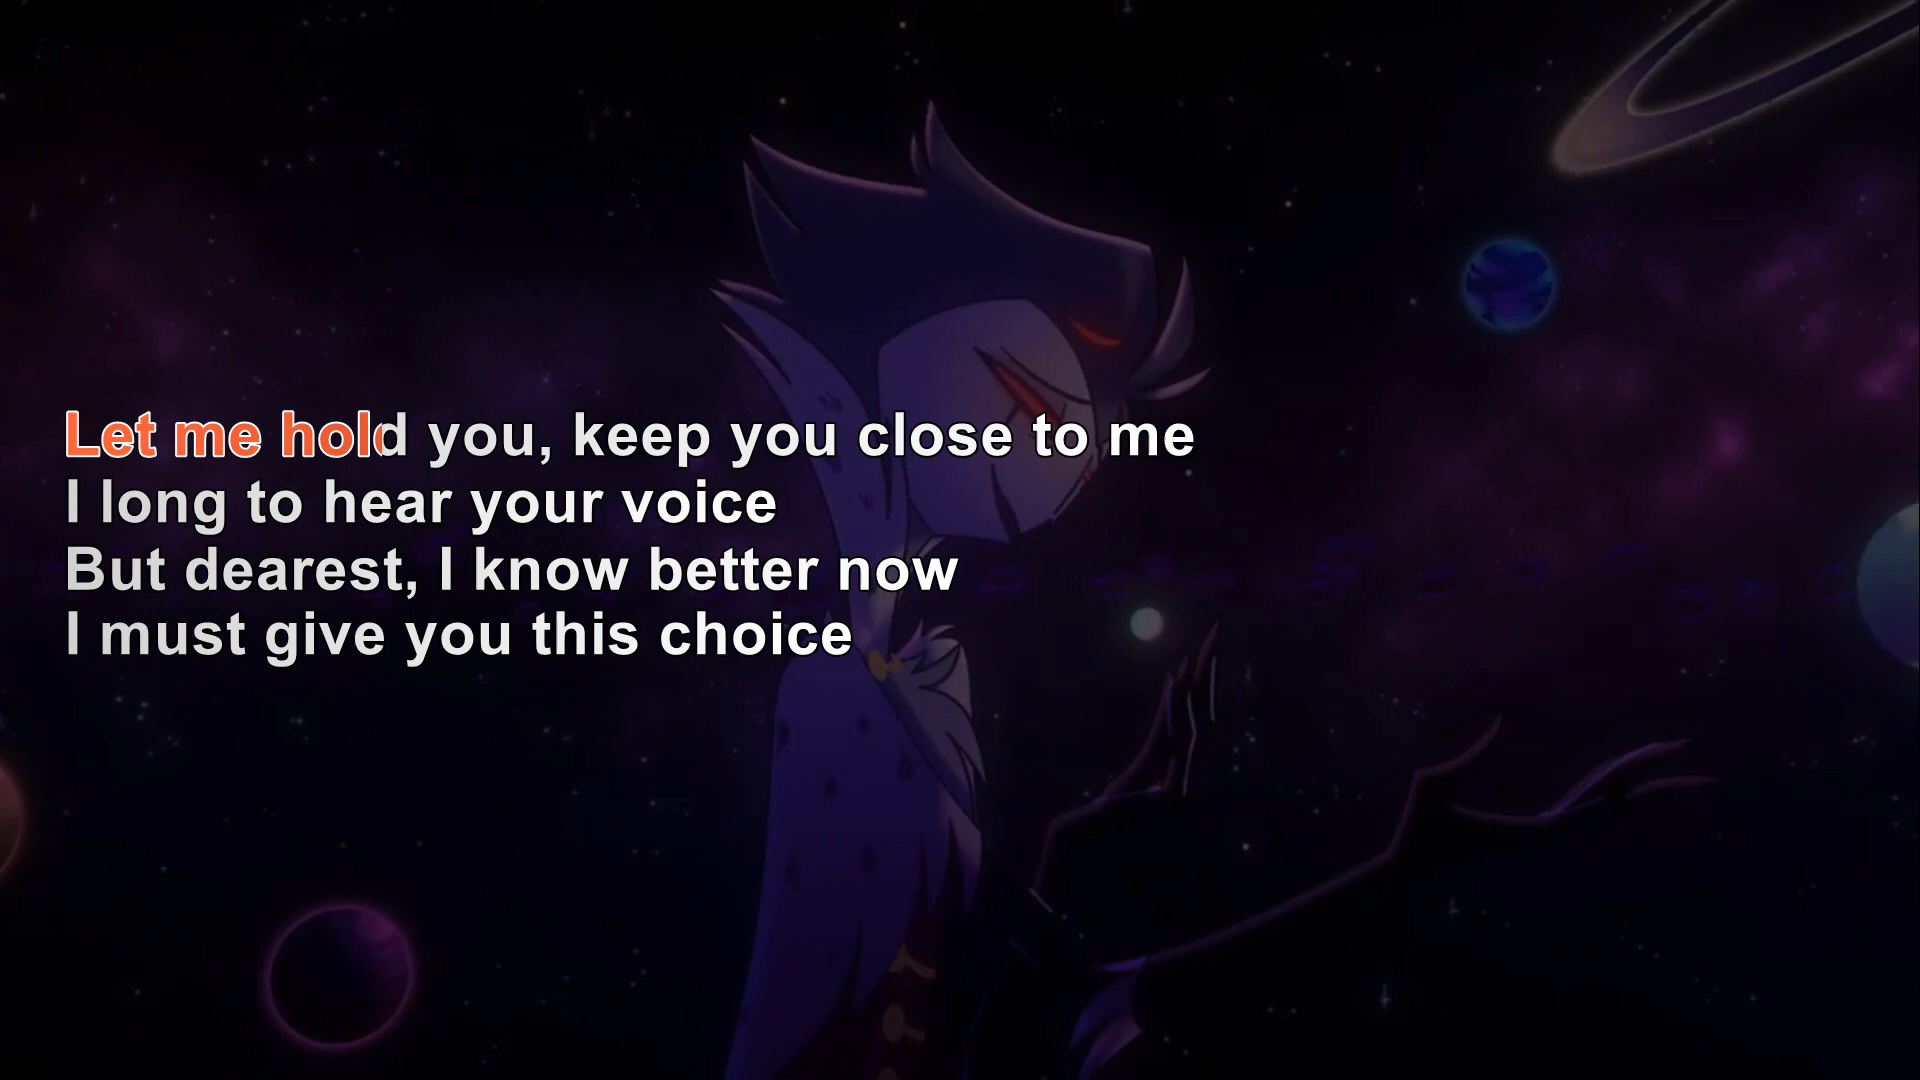 Let me hold you, keep you close to me
I long to hear your voice
But dearest, I know better now
I must give you this choice